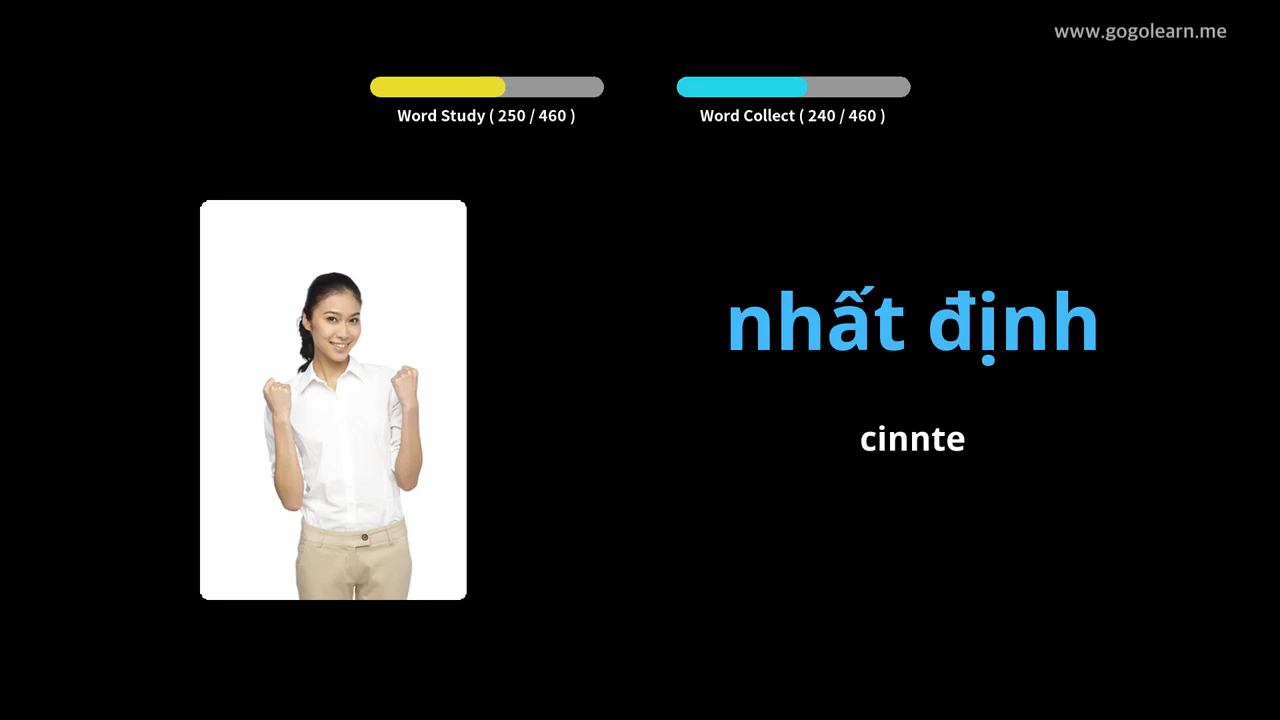 www.gogolearn.me
Word Study ( 250 / 460 )
Word Collect ( 240 / 460 )
nhất định
cinnte